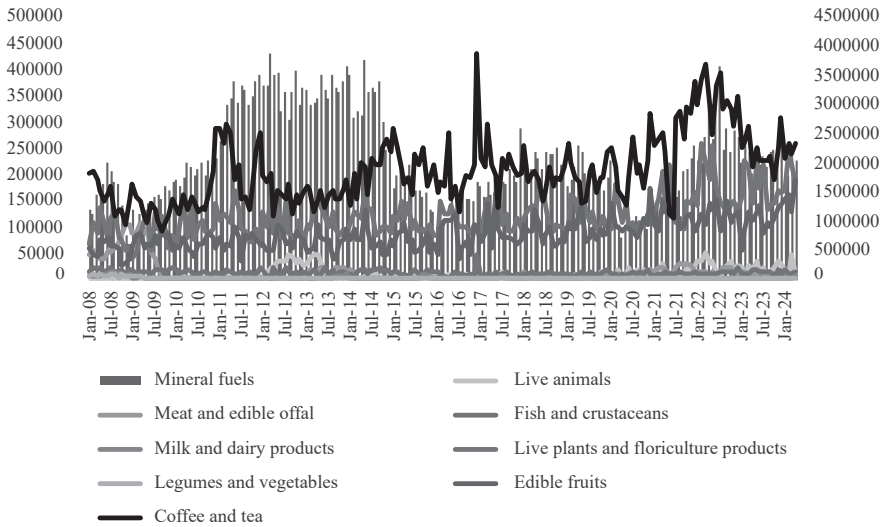 500000
450000
400000
350000
300000
250000
200000
150000
100000
50000
0
4500000
4000000
3500000
3000000
2500000
2000000
1500000
1000000
500000
0
Jan-08
Jul-08
Jan-09
Jul-09
Jan-10
Jul-10
Jan-11
Jul-11
Jan-12
Jul-12
Jan-13
Jul-13
Jan-14
Jul-14
Jan-15
Jul-15
Jan-16
Jul-16
Jan-17
Jul-17
Jan-18
Jul-18
Jan-19
Jul-19
Jan-20
Jul-20
Jan-21
Jul-21
Jan-22
Jul-22
Jan-23
Jul-23
Jan-24
Mineral fuels
Live animals
Meat and edible offal
Fish and crustaceans
Milk and dairy products
Live plants and floriculture products
Legumes and vegetables
Edible fruits
Coffee and tea